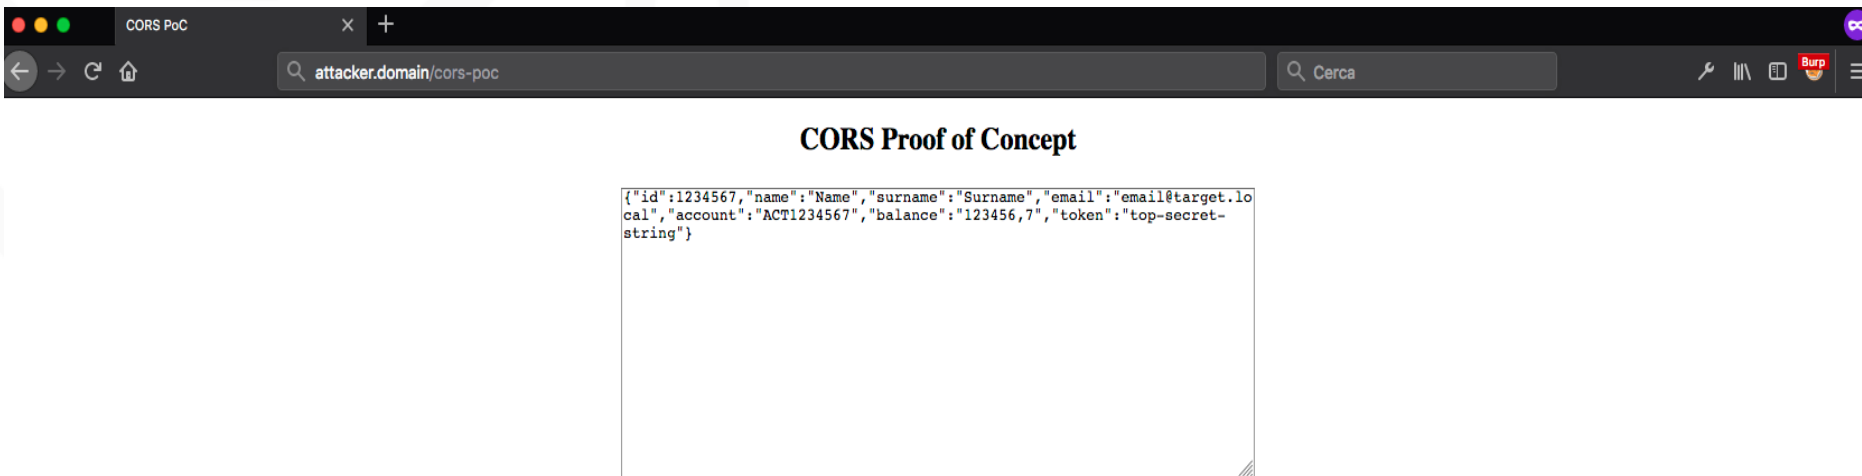 CORS PoC
attacker.domain/cors-poc
Cerca
Burp
CORS Proof of Concept
{"id":1234567,"name":"Name","surname":"Surname","email":"email@target.lo
cal","account":"ACT1234567","balance":"123456,7","token":"top-secret-
string"}